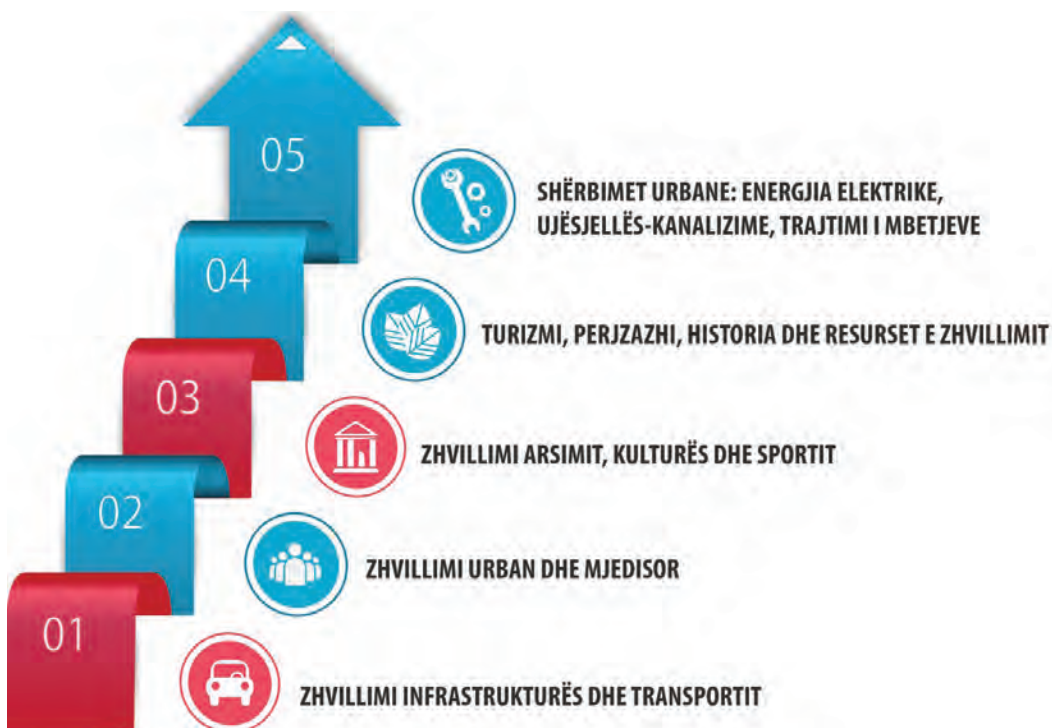 05
SHËRBIMET URBANE: ENERGJIA ELEKTRIKE,
UJËSJELLËS-KANALIZIME, TRAJTIMI I MBETJEVE
04
TURIZMI, PERJZAZHI, HISTORIA DHE RESURSET E ZHVILLIMIT
03
ZHVILLIMI ARSIMIT, KULTURËS DHE SPORTIT
02
ZHVILLIMI URBAN DHE MJEDISOR
01
ZHVILLIMI INFRASTRUKTURËS DHE TRANSPORTIT